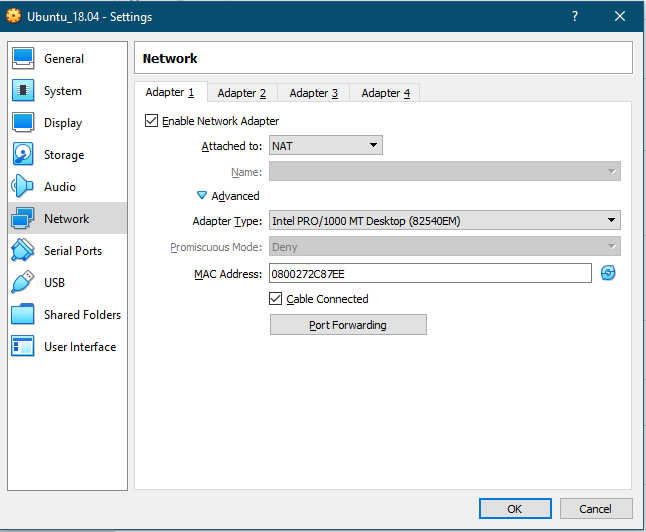 Ubuntu_18.04 - Settings
?
General
System
Display
Storage
Audio
Network
Serial Ports
USB
Shared Folders
User Interface
Network
Adapter 1 Adapter 2 Adapter 3 Adapter 4
Enable Network Adapter
Attached to: NAT
Name:
Advanced
Adapter Type: Intel PRO/1000 MT Desktop (82540EM)
Promiscuous Mode: Deny
MAC Address: 0800272C87EE
Cable Connected
Port Forwarding
OK Cancel